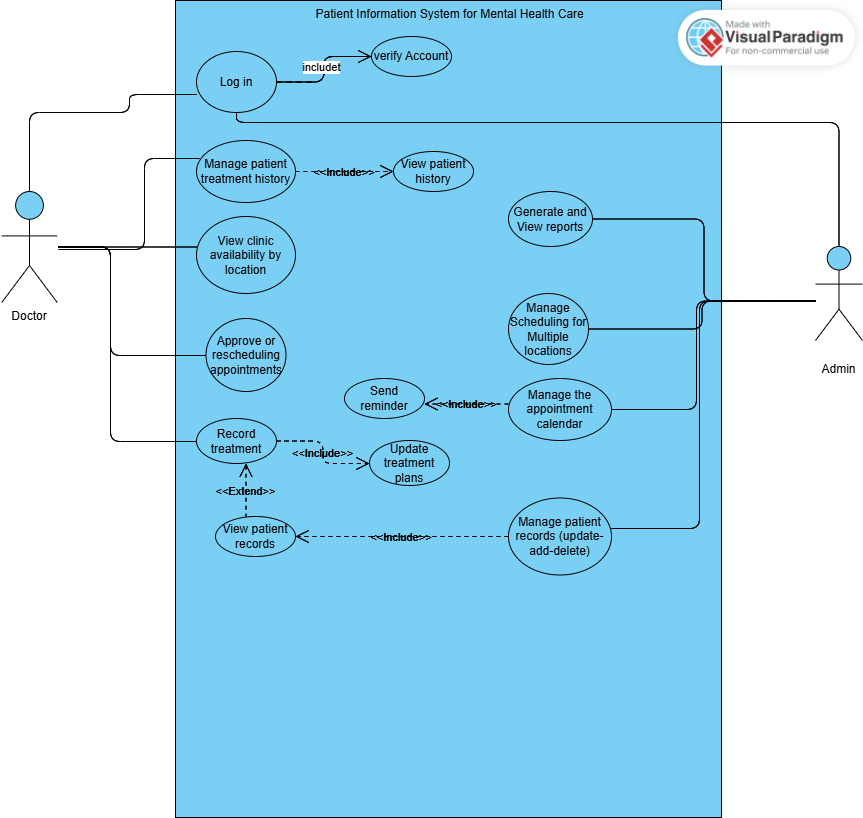 Patient Information System for Mental Health Care
Made with
VisualParadigm
For non-commercial use
Log in
includet
verify Account
Manage patient
treatment history
<<Include>>
View patient
history
Generate and
View reports
View clinic
availability by
location
Doctor
Manage
Scheduling for
Multiple
locations
Admin
Approve or
rescheduling
appointments
Send
reminder
<<Include>>
Manage the
appointment
calendar
Record
treatment
<<Include>>
Update
treatment
plans
<<Extend>>
View patient
records
<<Include>>
Manage patient
records (update-
add-delete)